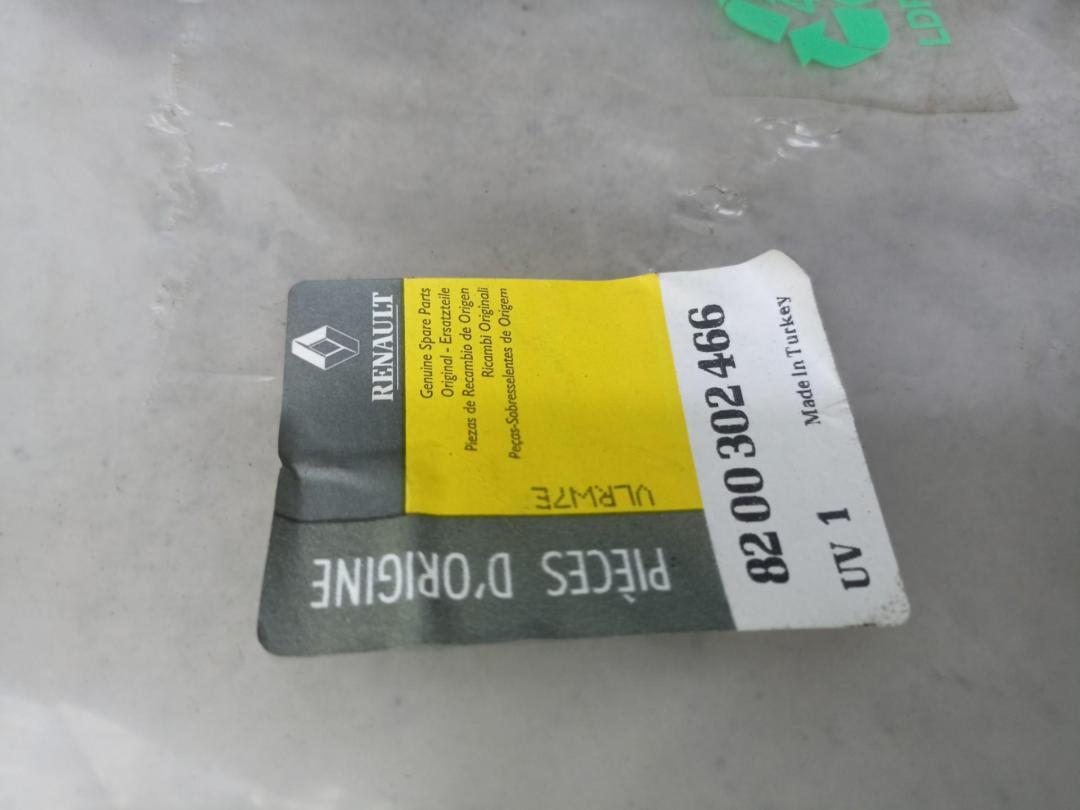 RENAULT
Genuine Spare Parts
Original - Ersatzteile
Piezas de Recambio de Origen
Ricambi Originali
Peças-Sobresselentes de Origem
VLRW7E
PIÈCES D'ORIGINE
82 00 302 466
UV 1
Made In Turkey